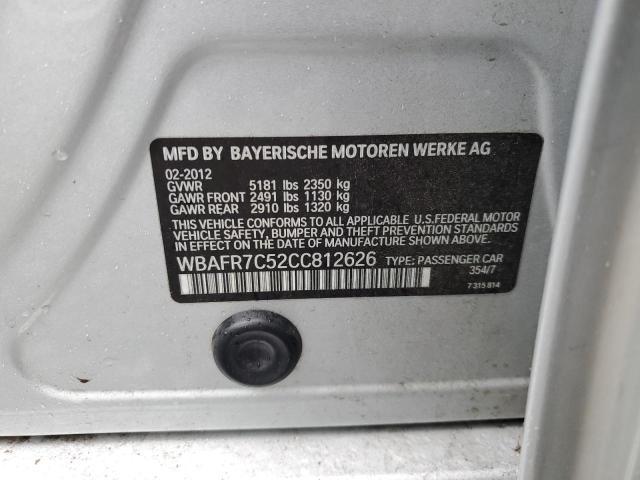 MFD BY BAYERISCHE MOTOREN WERKE AG
02-2012
GVWR 5181 lbs 2350 kg
GAWR FRONT 2491 lbs 1130 kg
GAWR REAR 2910 lbs 1320 kg
THIS VEHICLE CONFORMS TO ALL APPLICABLE U.S.FEDERAL MOTOR
VEHICLE SAFETY, BUMPER AND THEFT PREVENTION STANDARDS
IN EFFECT ON THE DATE OF MANUFACTURE SHOWN ABOVE.
WBAFR7C52CC812626 TYPE: PASSENGER CAR
354/7
7 315 814